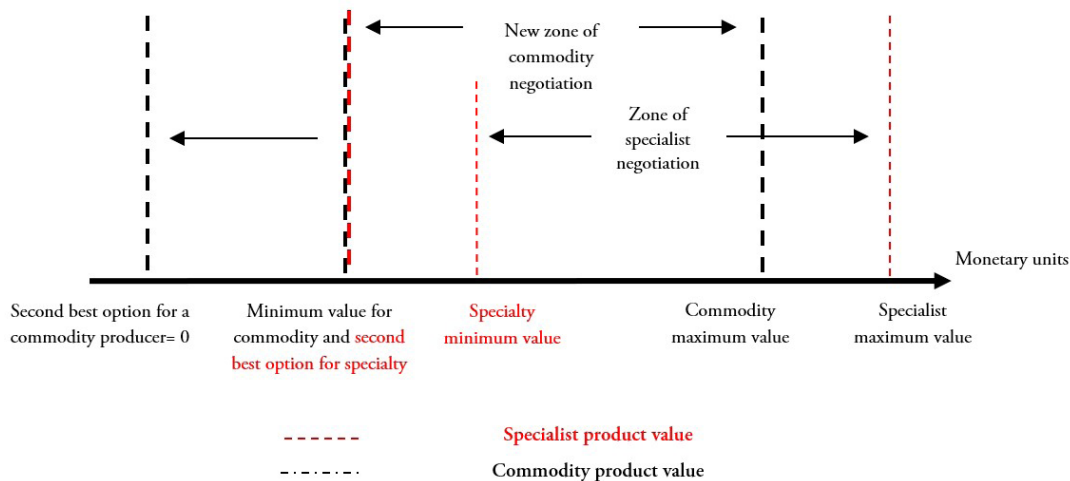 New zone of
commodity
negotiation
Zone of
specialist
negotiation
Monetary units
Second best option for a
commodity producer= 0
Minimum value for
commodity and second
best option for specialty
Specialty
minimum value
Commodity
maximum value
Specialist
maximum value
Specialist product value
Commodity product value